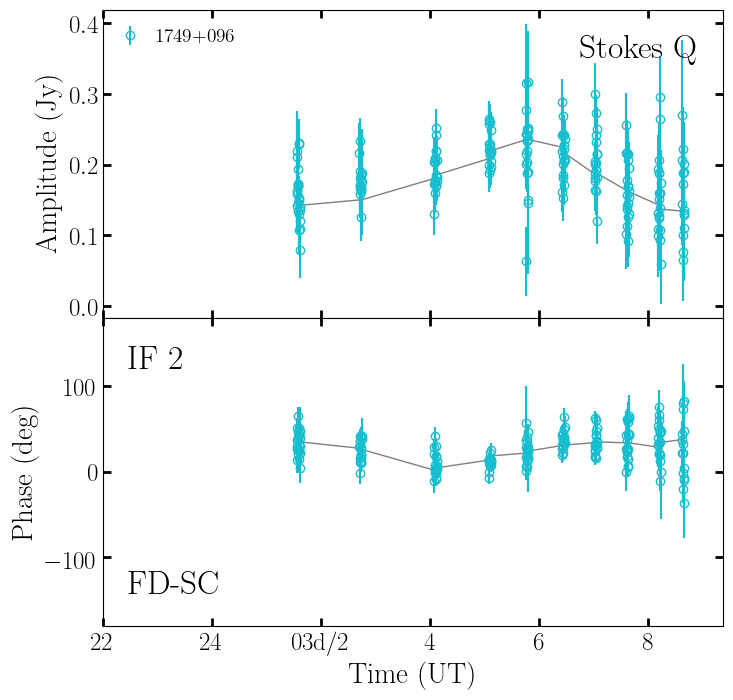 1749+096
Stokes Q
0.4
0.3
0.2
0.1
0.0
Amplitude (Jy)
IF 2
100
0
−100
Phase (deg)
FD-SC
22 24 03d/2 4 6 8
Time (UT)